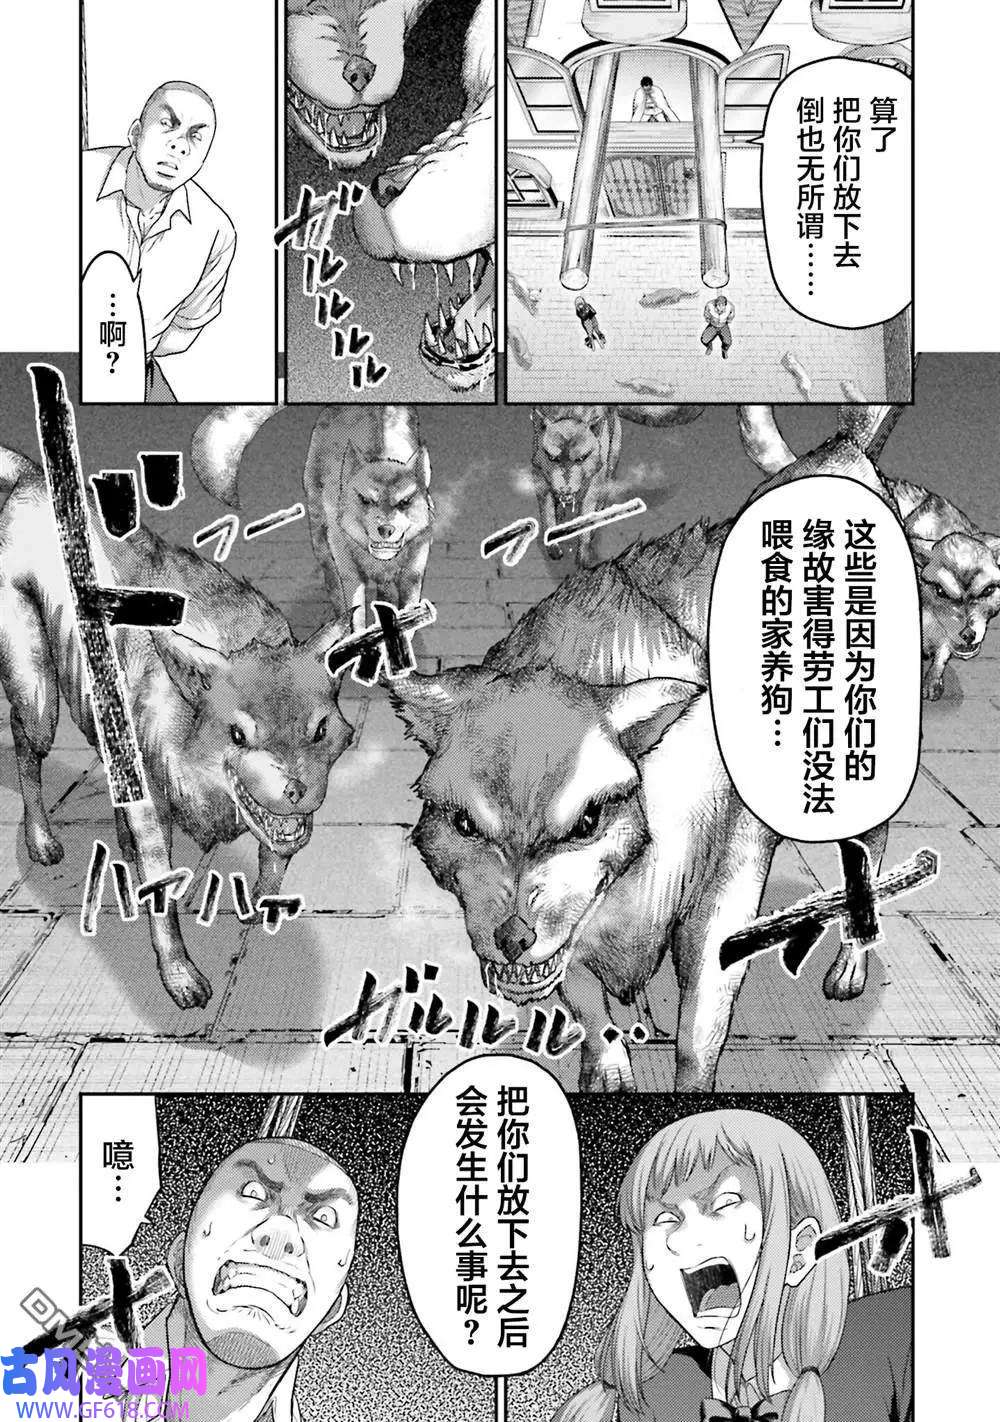 算了
把你们放下去
倒也无所谓……
ガルルル
…啊?
ドドド
フー
フー
这些是因为你们的
缘故害得劳工们没法
喂食的家养狗…
ハァハァ
ガルルルル…
把你们放下去之后
会发生什么事呢?
噫…
古风漫画网
WWW.GF618.COM